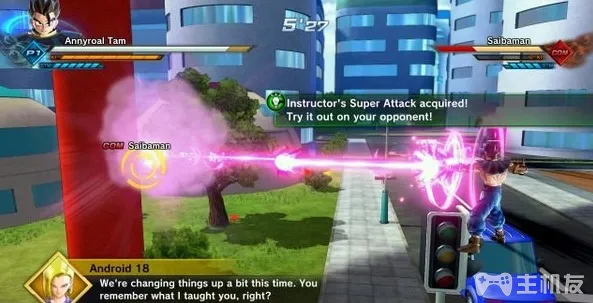 Annyroal Tam
5'27
Saibaman
P1
COM
Instructor's Super Attack acquired!
Try it out on your opponent!
COM Saibaman
Android 18
We're changing things up a bit this time. You
remember what I taught you, right?
主机友